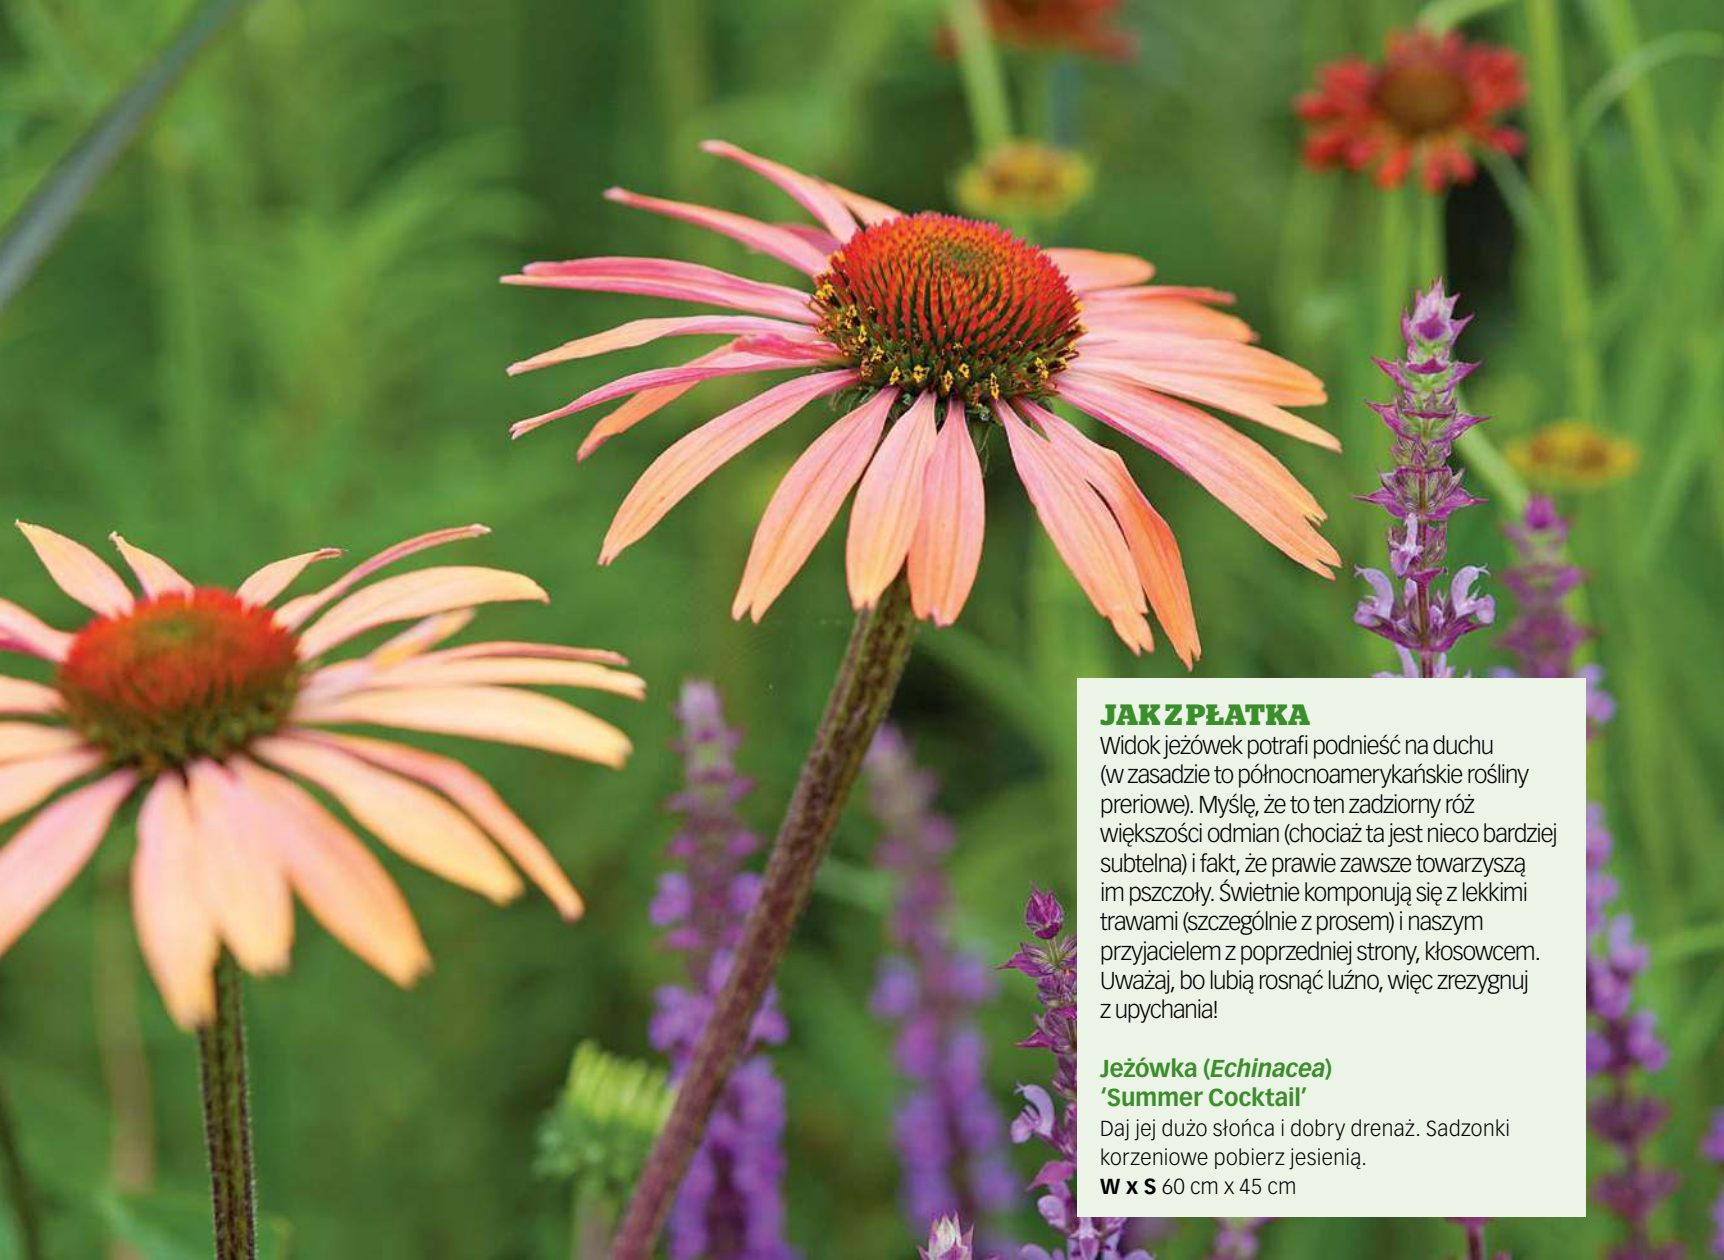 JAK Z PŁATKA
Widok jeżówek potrafi podnieść na duchu
(w zasadzie to północnoamerykańskie rośliny
preriowe). Myślę, że to ten zadziorny róż
większości odmian (chociaż ta jest nieco bardziej
subtelna) i fakt, że prawie zawsze towarzyszą
im pszczoły. Świetnie komponują się z lekkimi
trawami (szczególnie z prosem) i naszym
przyjacielem z poprzedniej strony, kłosowcem.
Uważaj, bo lubią rosnąć luźno, więc zrezygnuj
z upychania!
Jeżówka (Echinacea)
‘Summer Cocktail’
Daj jej dużo słońca i dobry drenaż. Sadzonki
korzeniowe pobierz jesienią.
W x S 60 cm x 45 cm